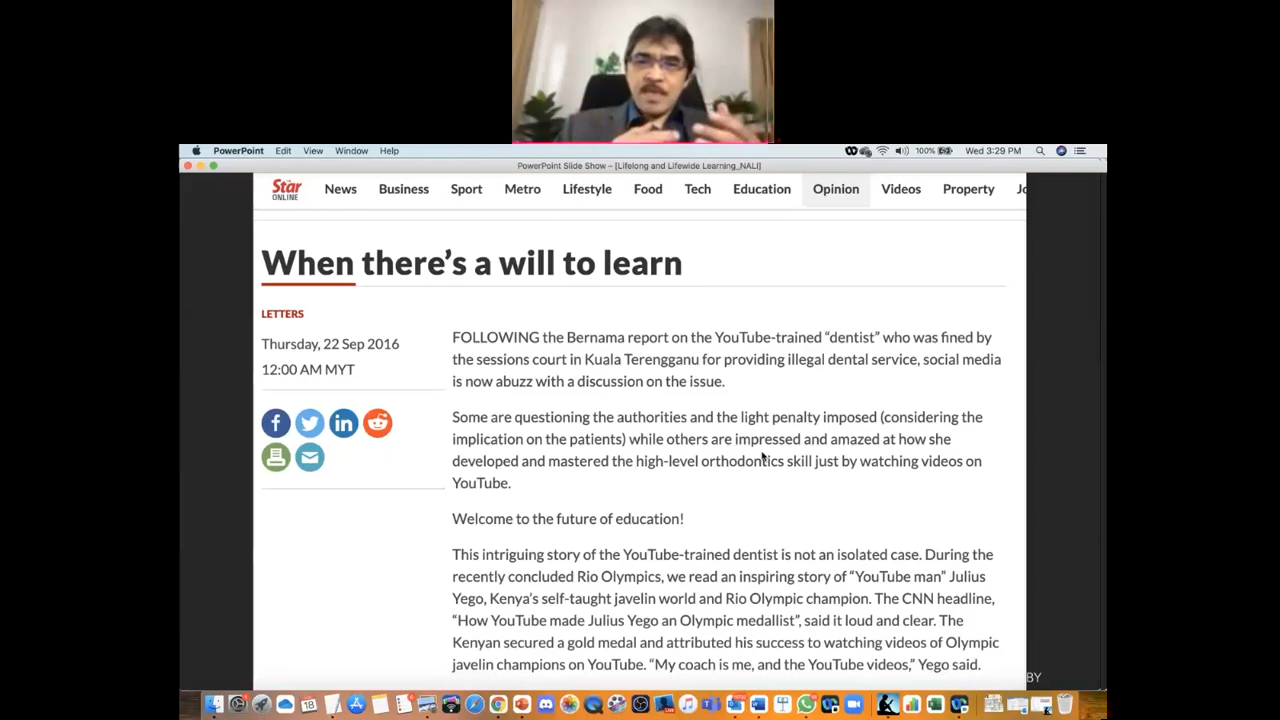 PowerPoint Edit View Window Help 100% Wed 3:29 PM
PowerPoint Slide Show – [Lifelong and Lifewide Learning_NALI]
The Star ONLINE News Business Sport Metro Lifestyle Food Tech Education Opinion Videos Property Jo
When there's a will to learn
LETTERS
Thursday, 22 Sep 2016
12:00 AM MYT
FOLLOWING the Bernama report on the YouTube-trained “dentist” who was fined by
the sessions court in Kuala Terengganu for providing illegal dental service, social media
is now abuzz with a discussion on the issue.
Some are questioning the authorities and the light penalty imposed (considering the
implication on the patients) while others are impressed and amazed at how she
developed and mastered the high-level orthodontics skill just by watching videos on
YouTube.
Welcome to the future of education!
This intriguing story of the YouTube-trained dentist is not an isolated case. During the
recently concluded Rio Olympics, we read an inspiring story of “YouTube man” Julius
Yego, Kenya’s self-taught javelin world and Rio Olympic champion. The CNN headline,
“How YouTube made Julius Yego an Olympic medallist”, said it loud and clear. The
Kenyan secured a gold medal and attributed his success to watching videos of Olympic
javelin champions on YouTube. “My coach is me, and the YouTube videos,” Yego said.
BY
18